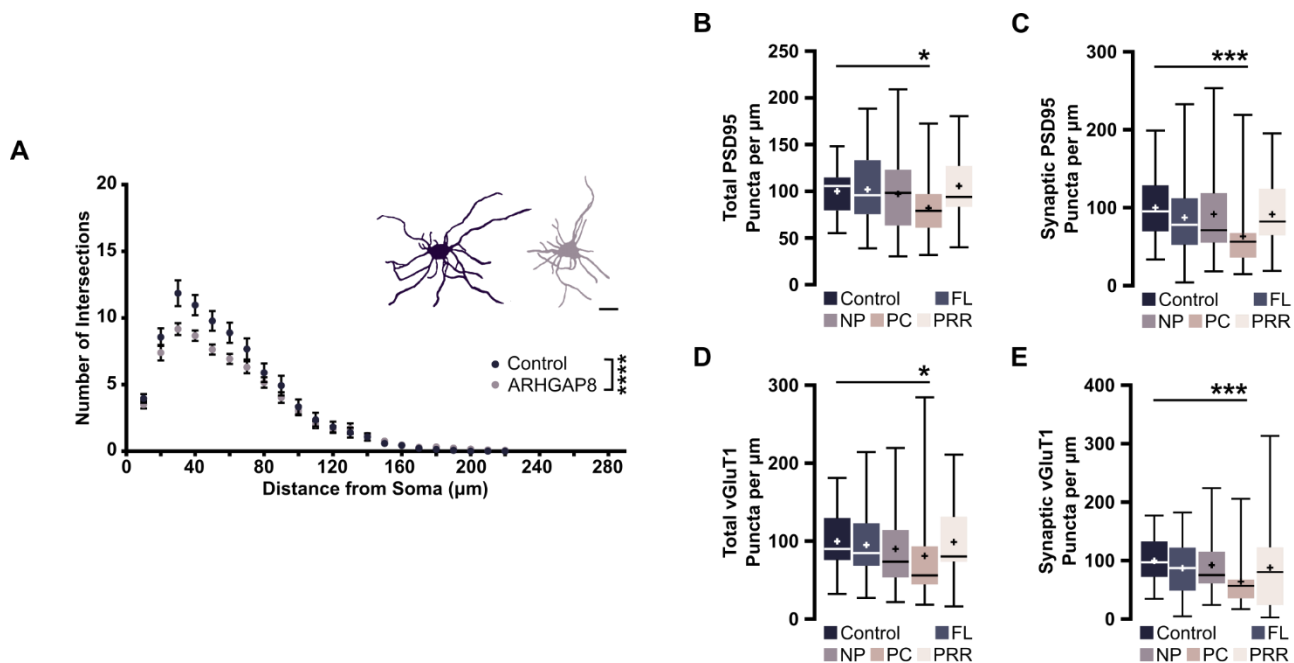 A
Number of Intersections
20
15
10
5
0
0 40 80 120 160 200 240 280
Distance from Soma (µm)
Control
ARHGAP8
****
B
Total PSD95
Puncta per µm
250
200
150
100
50
0
*
Control FL
NP PC PRR
C
Synaptic PSD95
Puncta per µm
300
200
100
0
***
Control FL
NP PC PRR
D
Total vGluT1
Puncta per µm
300
200
100
0
*
Control FL
NP PC PRR
E
Synaptic vGluT1
Puncta per µm
400
300
200
100
0
***
Control FL
NP PC PRR